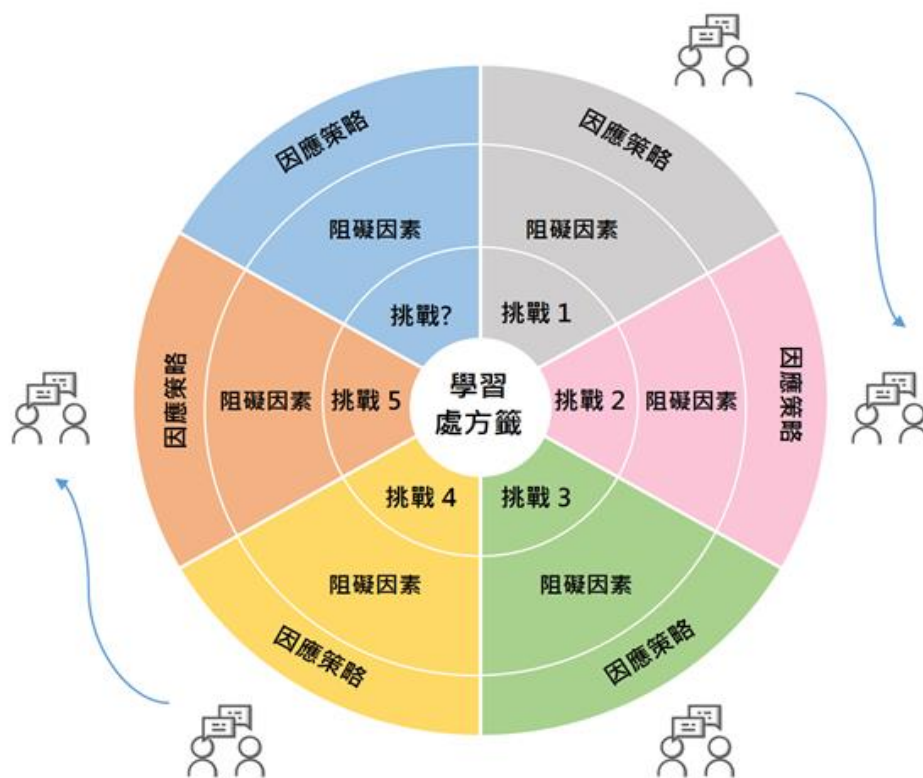 學習
處方籤
挑戰 1
阻礙因素
因應策略
挑戰 2
阻礙因素
因應策略
挑戰 3
阻礙因素
因應策略
挑戰 4
阻礙因素
因應策略
挑戰 5
阻礙因素
因應策略
挑戰?
阻礙因素
因應策略